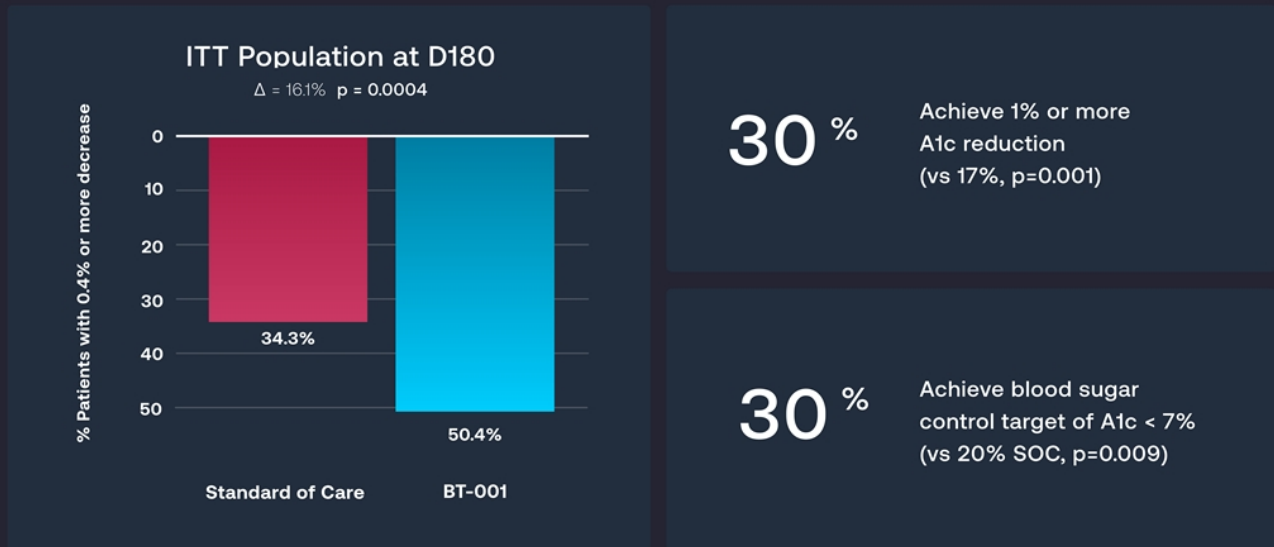 ITT Population at D180
Δ = 16.1% p = 0.0004
% Patients with 0.4% or more decrease
0
10
20
30
40
50
34.3%
50.4%
Standard of Care
BT-001
30 %
Achieve 1% or more
A1c reduction
(vs 17%, p=0.001)
30 %
Achieve blood sugar
control target of A1c < 7%
(vs 20% SOC, p=0.009)